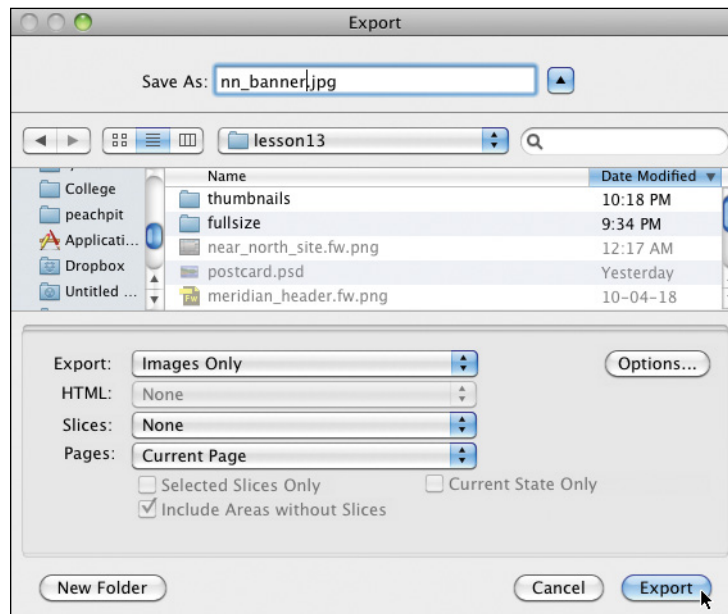 Export
Save As: nn_banner.jpg
lesson13
Name Date Modified
College
peachpit
Applicati...
Dropbox
Untitled ...
thumbnails 10:18 PM
fullsize 9:34 PM
near_north_site.fw.png 12:17 AM
postcard.psd Yesterday
meridian_header.fw.png 10-04-18
Export: Images Only Options...
HTML: None
Slices: None
Pages: Current Page
Selected Slices Only Current State Only
Include Areas without Slices
New Folder Cancel Export